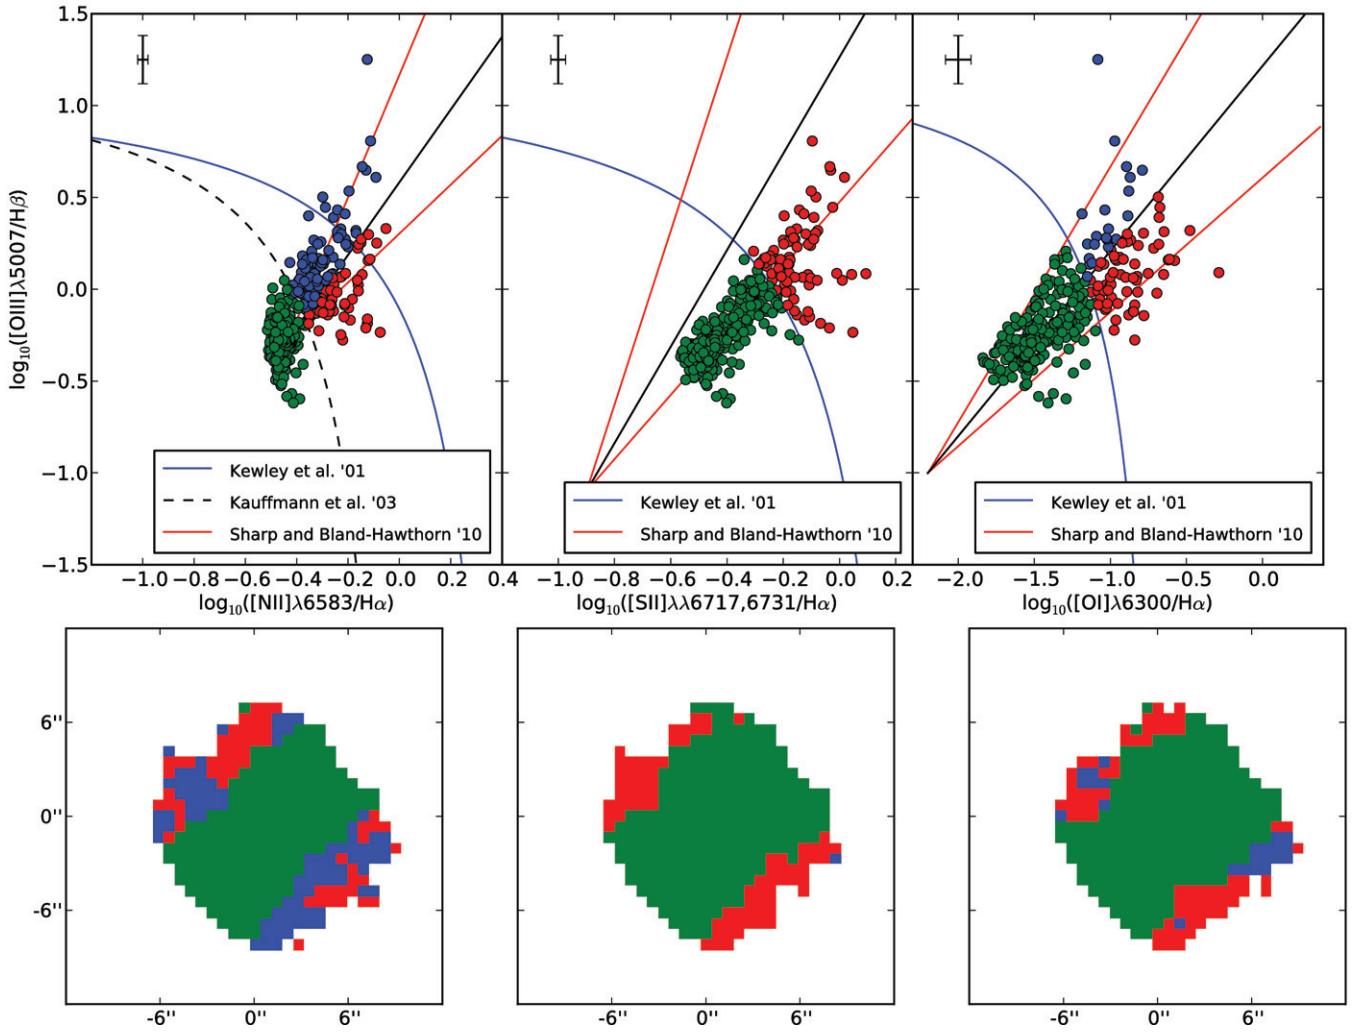 1.5
1.0
0.5
0.0
−0.5
−1.0
−1.5
log₁₀([OIII]λ5007/Hβ)
Kewley et al. '01
Kauffmann et al. '03
Sharp and Bland-Hawthorn '10
Kewley et al. '01
Sharp and Bland-Hawthorn '10
Kewley et al. '01
Sharp and Bland-Hawthorn '10
−1.0 −0.8 −0.6 −0.4 −0.2 0.0 0.2 0.4
−1.0 −0.8 −0.6 −0.4 −0.2 0.0 0.2
−2.0 −1.5 −1.0 −0.5 0.0
log₁₀([NII]λ6583/Hα)
log₁₀([SII]λλ6717,6731/Hα)
log₁₀([OI]λ6300/Hα)
6''
0''
-6''
-6'' 0'' 6''
-6'' 0'' 6''
-6'' 0'' 6''